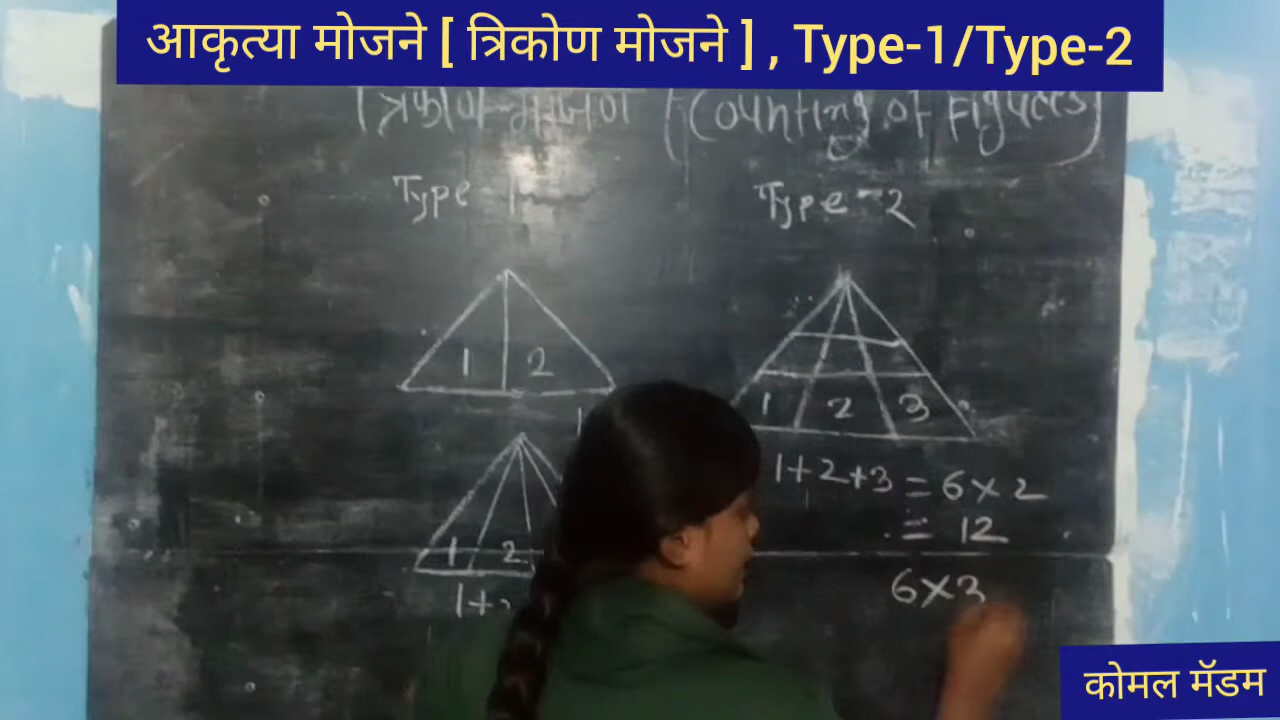 आकृत्या मोजने [ त्रिकोण मोजने ] , Type-1/Type-2
(Counting of Figures)
Type - 1
Type - 2
1 2
1 2 3
1+2+3 = 6×2
= 12
1 2
1+
6×3
कोमल मॅडम